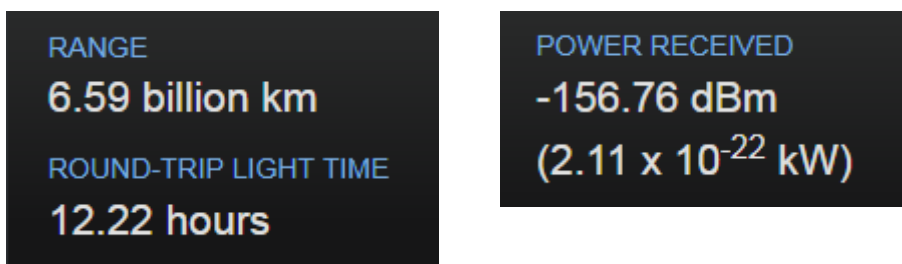 RANGE
6.59 billion km
ROUND-TRIP LIGHT TIME
12.22 hours
POWER RECEIVED
-156.76 dBm
(2.11 x 10⁻²² kW)